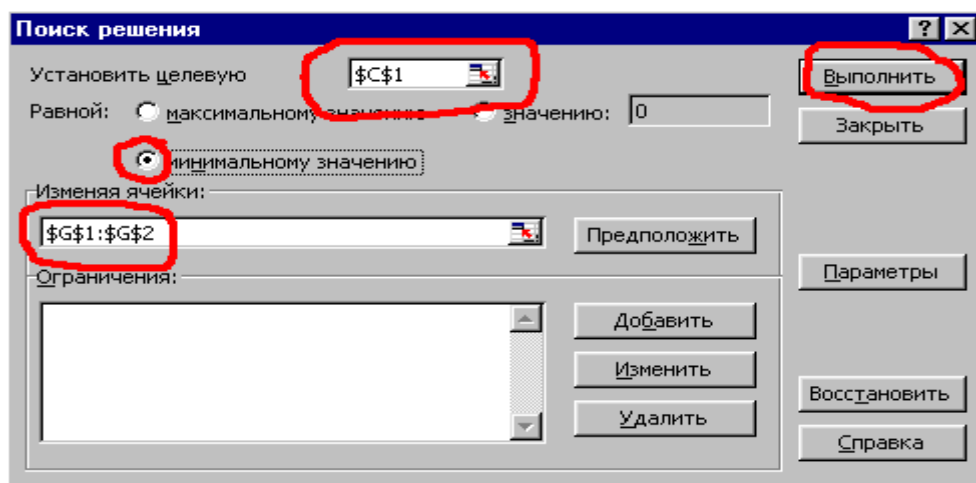 Поиск решения
Установить целевую $C$1 Выполнить
Равной: максимальному значению значению: 0 Закрыть
минимальному значению
Изменяя ячейки:
$G$1:$G$2 Предположить
Ограничения: Параметры
Добавить
Изменить
Восстановить
Удалить
Справка